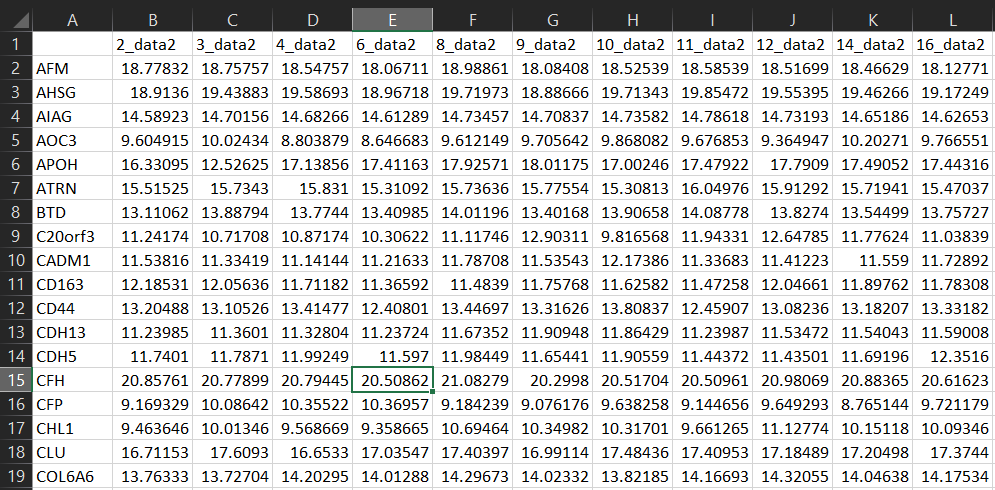 A B C D E F G H I J K L
1 2_data2 3_data2 4_data2 6_data2 8_data2 9_data2 10_data2 11_data2 12_data2 14_data2 16_data2
2 AFM 18.77832 18.75757 18.54757 18.06711 18.98861 18.08408 18.52539 18.58539 18.51699 18.46629 18.12771
3 AHSG 18.9136 19.43883 19.58693 18.96718 19.71973 18.88666 19.71343 19.85472 19.55395 19.46266 19.17249
4 AIAG 14.58923 14.70156 14.68266 14.61289 14.73457 14.70837 14.73582 14.78618 14.73193 14.65186 14.62653
5 AOC3 9.604915 10.02434 8.803879 8.646683 9.612149 9.705642 9.868082 9.676853 9.364947 10.20271 9.766551
6 APOH 16.33095 12.52625 17.13856 17.41163 17.92571 18.01175 17.00246 17.47922 17.7909 17.49052 17.44316
7 ATRN 15.51525 15.7343 15.831 15.31092 15.73636 15.77554 15.30813 16.04976 15.91292 15.71941 15.47037
8 BTD 13.11062 13.88794 13.7744 13.40985 14.01196 13.40168 13.90658 14.08778 13.8274 13.54499 13.75727
9 C20orf3 11.24174 10.71708 10.87174 10.30622 11.11746 12.90311 9.816568 11.94331 12.64785 11.77624 11.03839
10 CADM1 11.53816 11.33419 11.14144 11.21633 11.78708 11.53543 12.17386 11.33683 11.41223 11.559 11.72892
11 CD163 12.18531 12.05636 11.71182 11.36592 11.4839 11.75768 11.62582 11.47258 12.04661 11.89762 11.78308
12 CD44 13.20488 13.10526 13.41477 12.40801 13.44697 13.31626 13.80837 12.45907 13.08236 13.18207 13.33182
13 CDH13 11.23985 11.3601 11.32804 11.23724 11.67352 11.90948 11.86429 11.23987 11.53472 11.54043 11.59008
14 CDH5 11.7401 11.7871 11.99249 11.597 11.98449 11.65441 11.90559 11.44372 11.43501 11.69196 12.3516
15 CFH 20.85761 20.77899 20.79445 20.50862 21.08279 20.2998 20.51704 20.50961 20.98069 20.88365 20.61623
16 CFP 9.169329 10.08642 10.35522 10.36957 9.184239 9.076176 9.638258 9.144656 9.649293 8.765144 9.721179
17 CHL1 9.463646 10.01346 9.568669 9.358665 10.69464 10.34982 10.31701 9.661265 11.12774 10.15118 10.09346
18 CLU 16.71153 17.6093 16.6533 17.03547 17.40397 16.99114 17.48436 17.40953 17.18489 17.20498 17.3744
19 COL6A6 13.76333 13.72704 14.20295 14.01288 14.29673 14.02332 13.82185 14.16693 14.32055 14.04638 14.17534